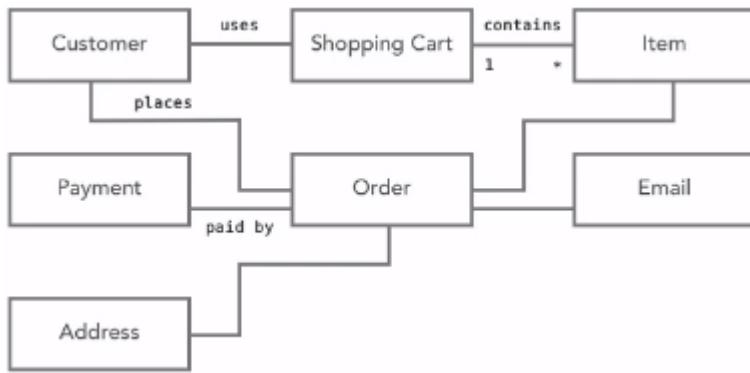 Customer
uses
Shopping Cart
contains
Item
1
*
places
Payment
Order
Email
paid by
Address